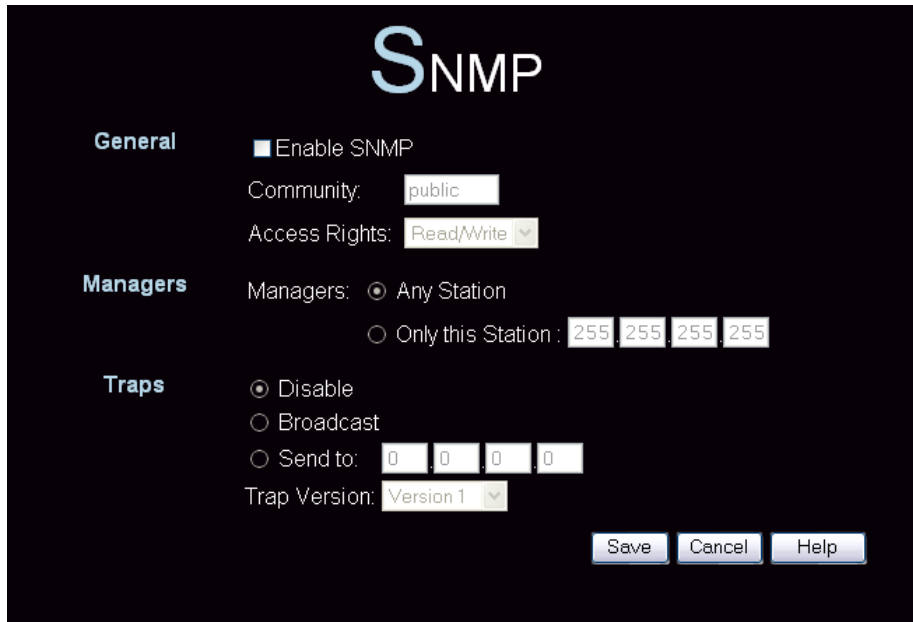 SNMP
General
Enable SNMP
Community: public
Access Rights: Read/Write
Managers
Managers: Any Station
Only this Station : 255.255.255.255
Traps
Disable
Broadcast
Send to: 0.0.0.0
Trap Version: Version 1
Save Cancel Help